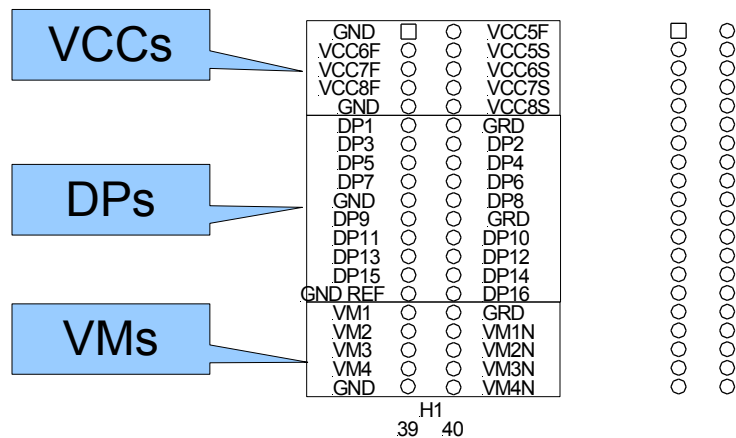 VCCs
GND VCC5F
VCC6F VCC5S
VCC7F VCC6S
VCC8F VCC7S
GND VCC8S
DP1 GRD
DP3 DP2
DPs
DP5 DP4
DP7 DP6
GND DP8
DP9 GRD
DP11 DP10
DP13 DP12
DP15 DP14
GND REF DP16
VMs
VM1 GRD
VM2 VM1N
VM3 VM2N
VM4 VM3N
GND VM4N
H1
39 40